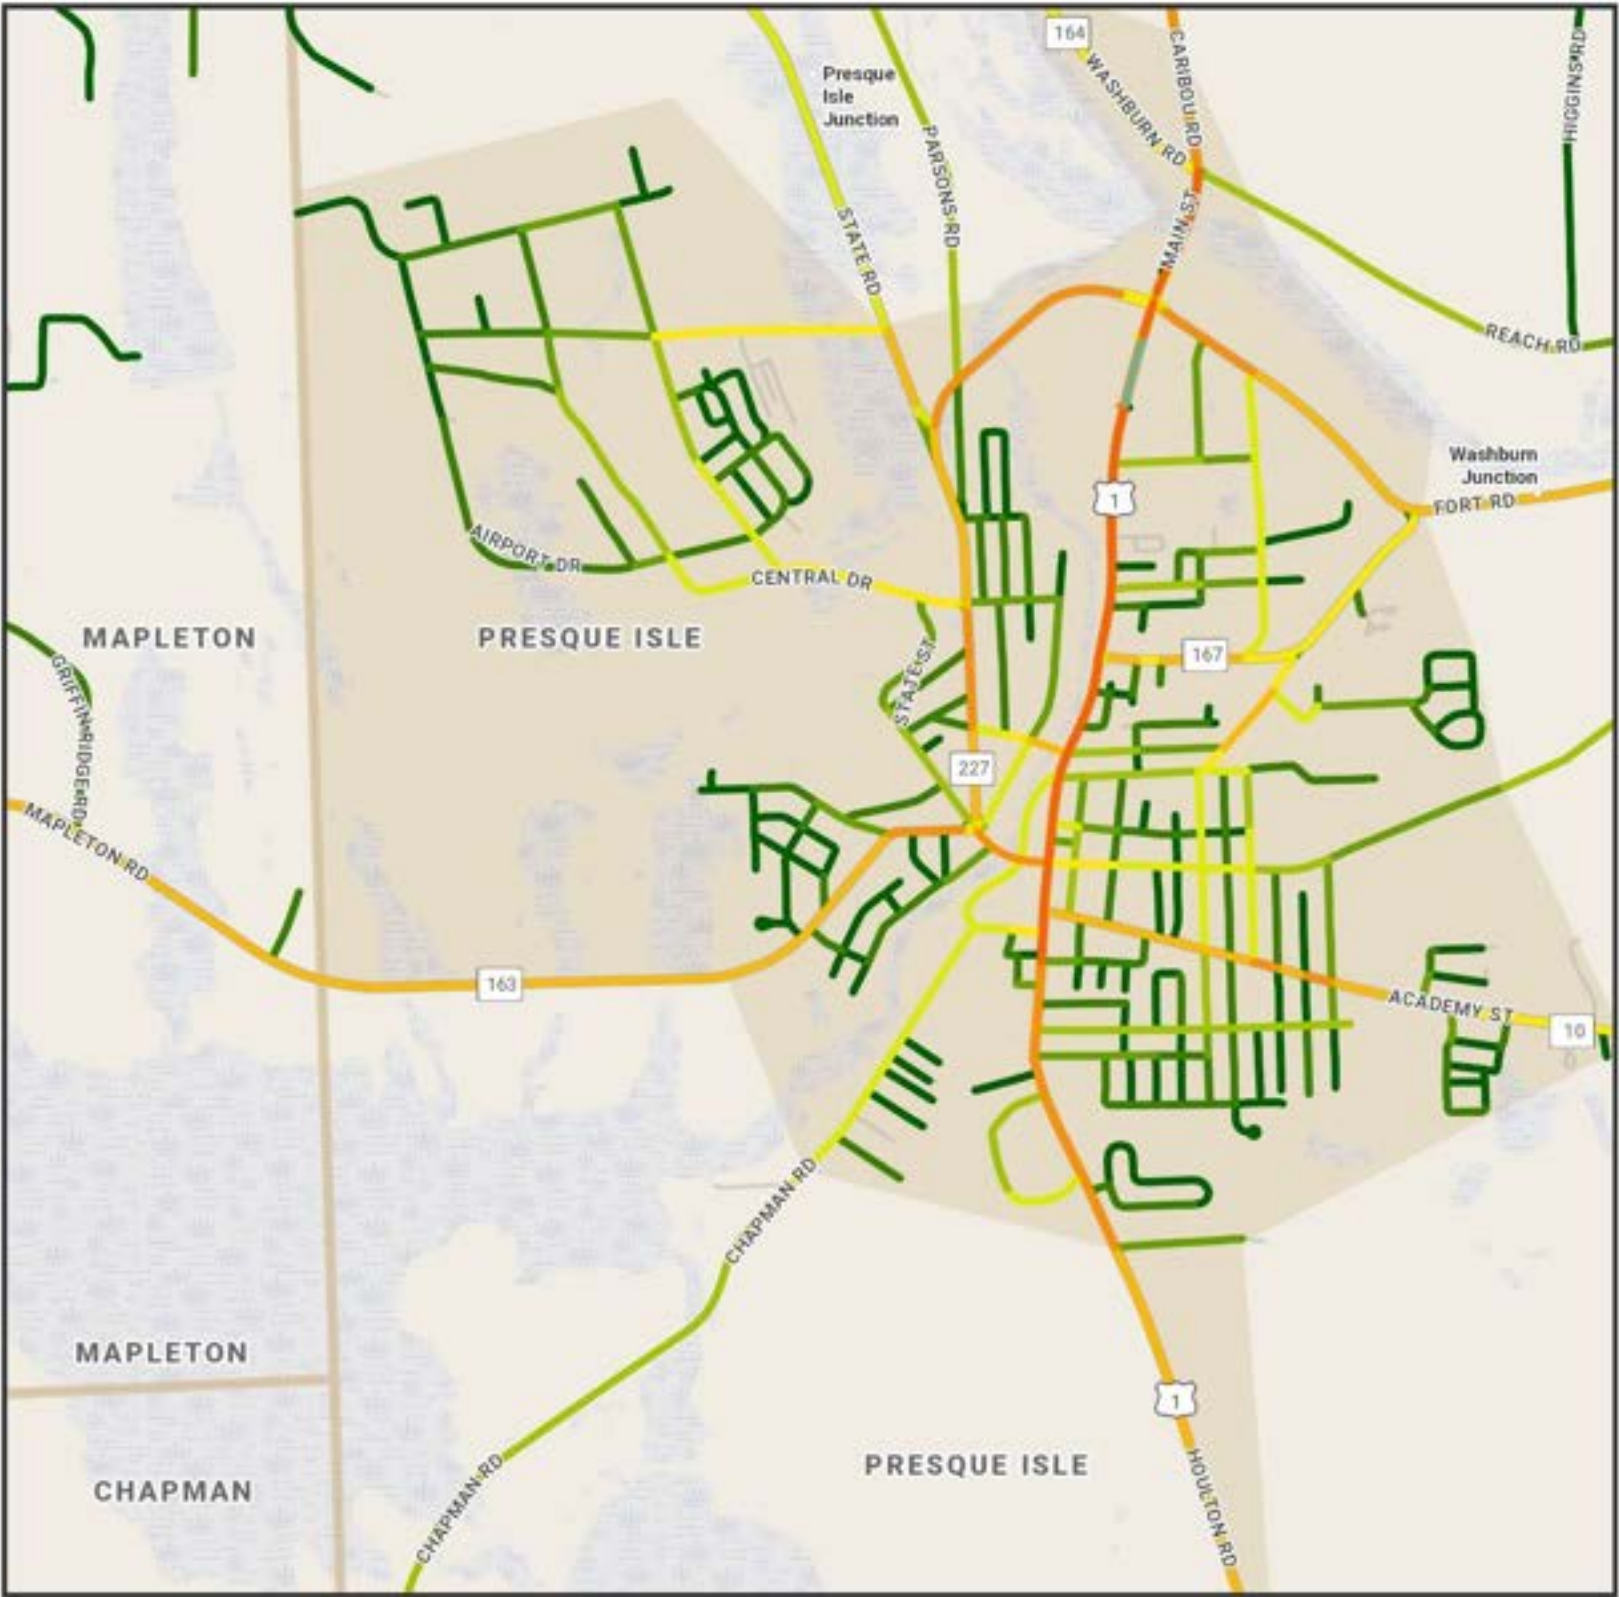 164
CARIBOU RD
HIGGINS RD
WASHBURN RD
Presque
Isle
Junction
PARSONS RD
MAIN ST
STATE RD
REACH RD
Washburn
Junction
1
FORT RD
AIRPORT DR
CENTRAL DR
MAPLETON
PRESQUE ISLE
167
STATE ST
GRIFFIN RIDGE RD
227
MAPLETON RD
163
ACADEMY ST
10
CHAPMAN RD
MAPLETON
1
PRESQUE ISLE
CHAPMAN
CHAPMAN RD
HOULTON RD